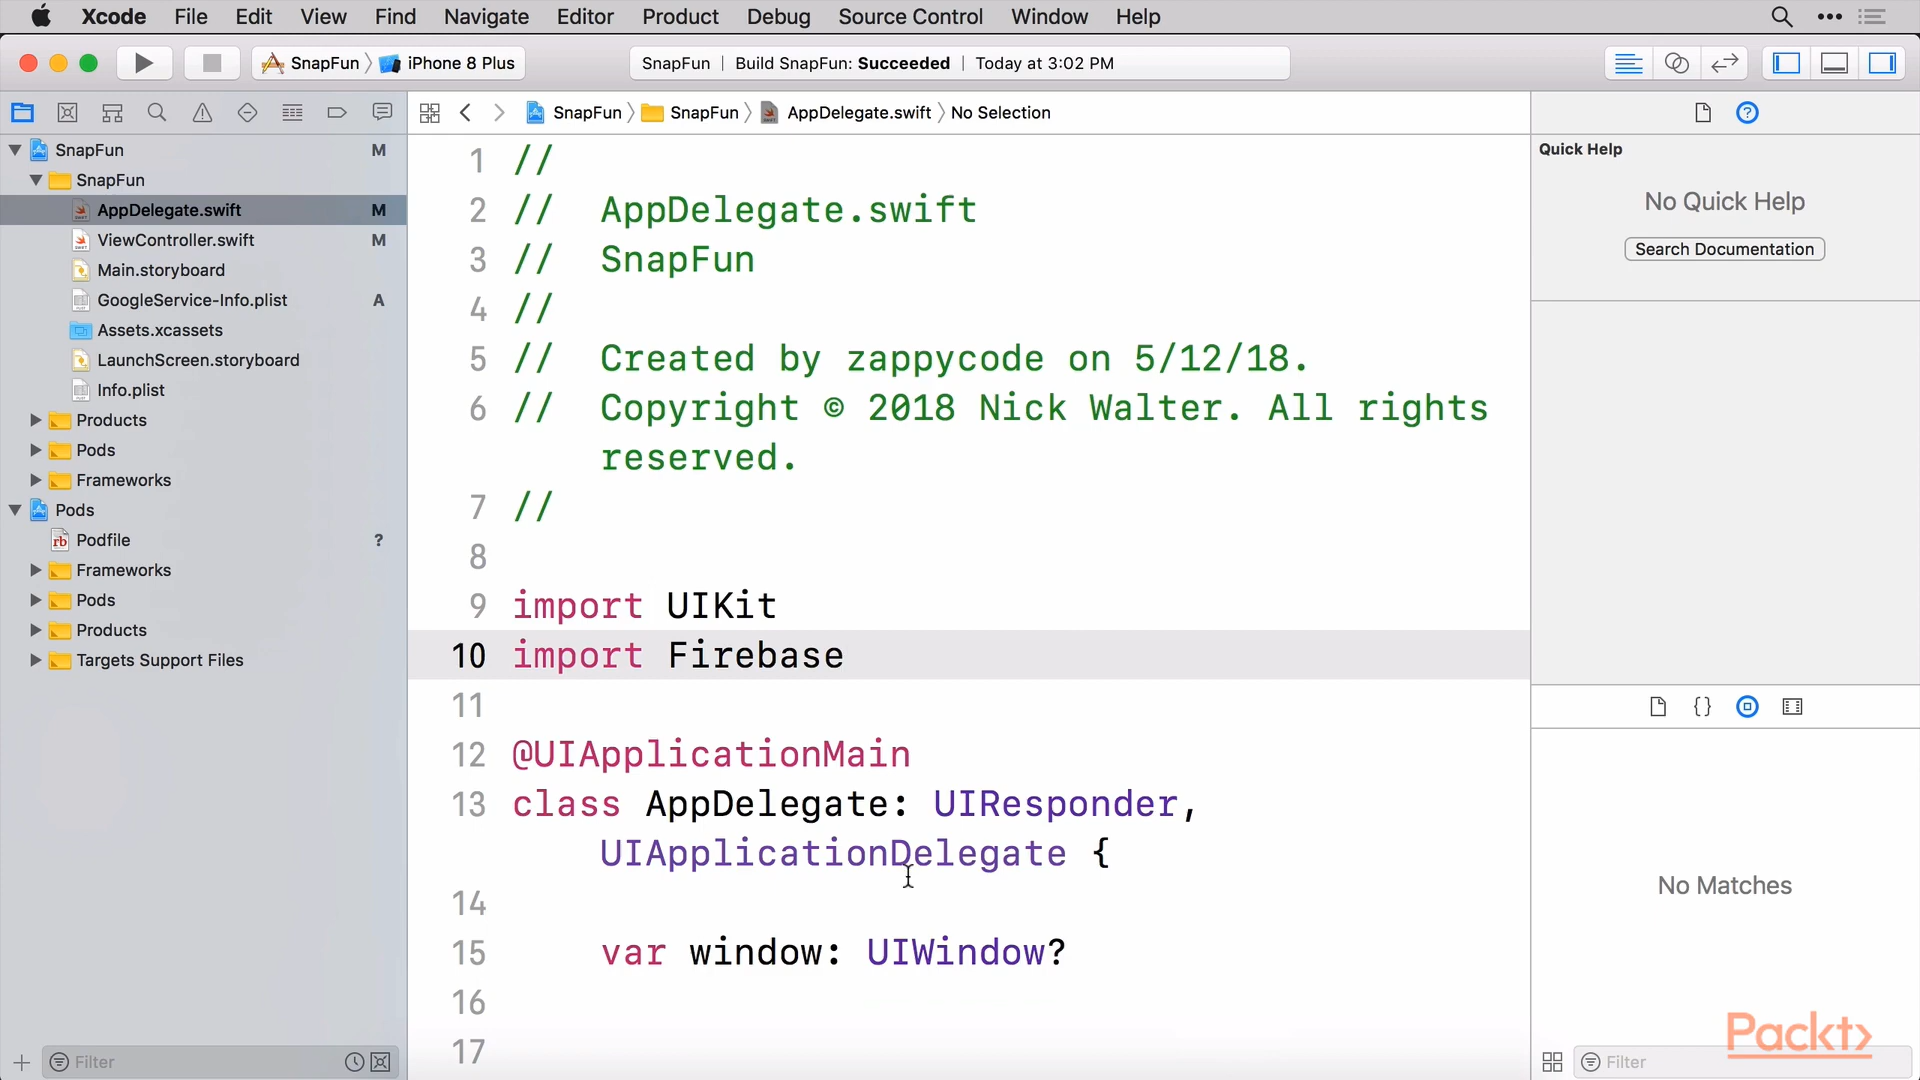 Xcode File Edit View Find Navigate Editor Product Debug Source Control Window Help
SnapFun iPhone 8 Plus
SnapFun | Build SnapFun: Succeeded | Today at 3:02 PM
SnapFun SnapFun AppDelegate.swift No Selection
SnapFun M
SnapFun
AppDelegate.swift M
ViewController.swift M
Main.storyboard
GoogleService-Info.plist A
Assets.xcassets
LaunchScreen.storyboard
Info.plist
Products
Pods
Frameworks
Pods
Podfile ?
Frameworks
Pods
Products
Targets Support Files
Filter
1 //
2 //  AppDelegate.swift
3 //  SnapFun
4 //
5 //  Created by zappycode on 5/12/18.
6 //  Copyright © 2018 Nick Walter. All rights
reserved.
7 //
8
9 import UIKit
10 import Firebase
11
12 @UIApplicationMain
13 class AppDelegate: UIResponder,
UIApplicationDelegate {
14
15 var window: UIWindow?
16
17
Quick Help
No Quick Help
Search Documentation
{}
No Matches
Packt>
Filter